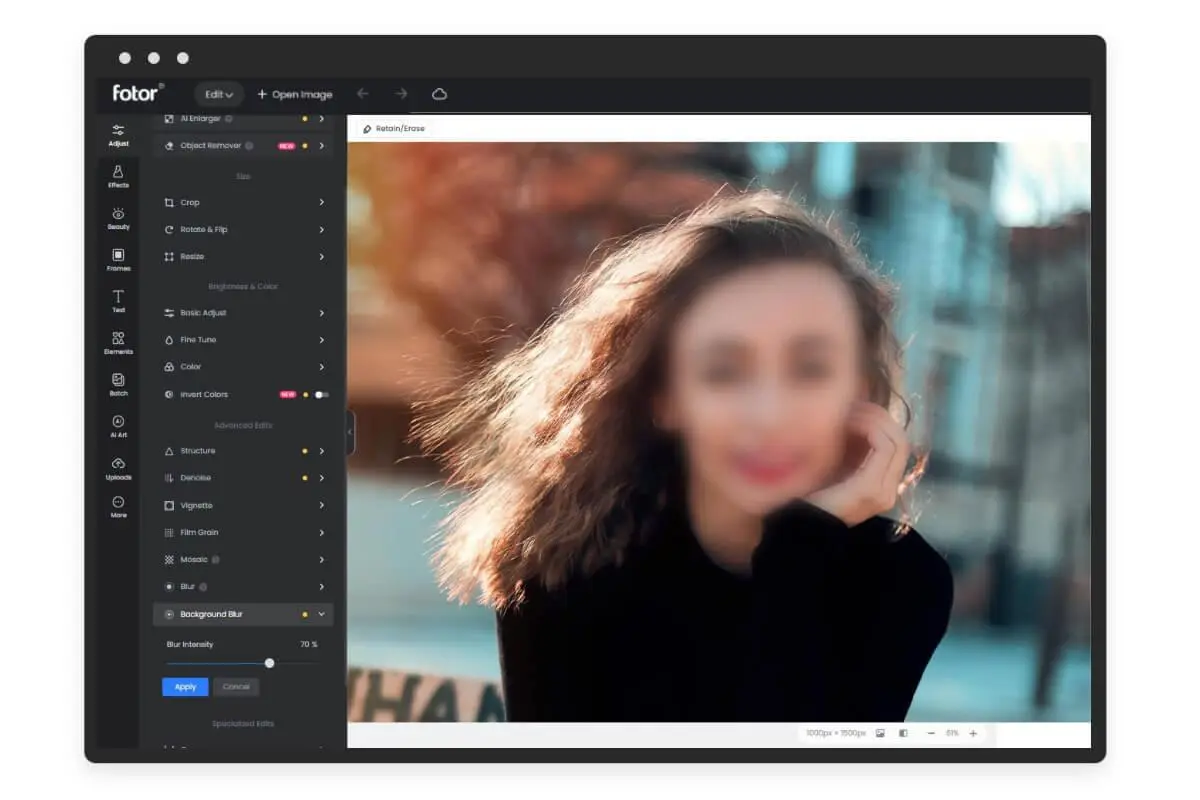 fotor
Edit
Open Image
Adjust
Effects
Beauty
Frames
Text
Elements
Batch
AI Art
Uploads
More
AI Enlarger
Object Remover NEW
Size
Crop
Rotate & Flip
Resize
Brightness & Color
Basic Adjust
Fine Tune
Color
Invert Colors NEW
Advanced Edits
Structure
Denoise
Vignette
Film Grain
Mosaic
Blur
Background Blur
Blur Intensity 70 %
Apply Cancel
Specialised Edits
Retain/Erase
HAN
1000px × 1500px 61%